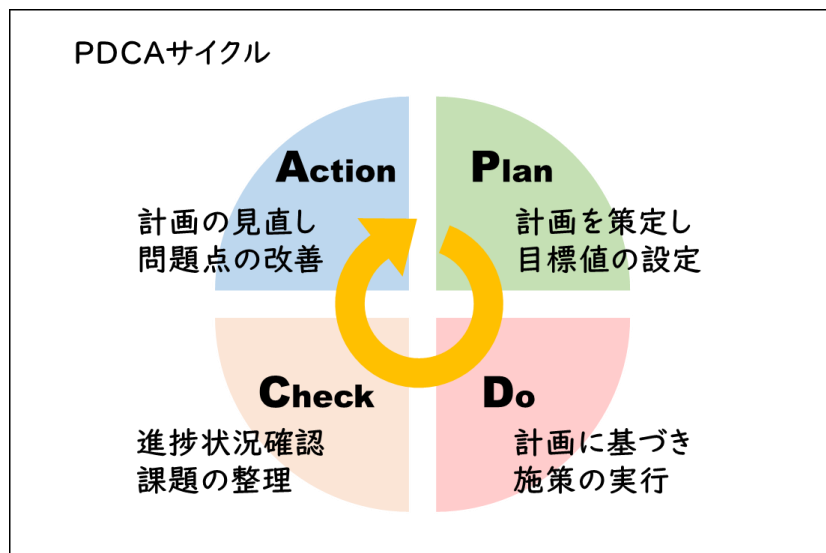 PDCAサイクル
Action
計画の見直し
問題点の改善
Plan
計画を策定し
目標値の設定
Check
進捗状況確認
課題の整理
Do
計画に基づき
施策の実行